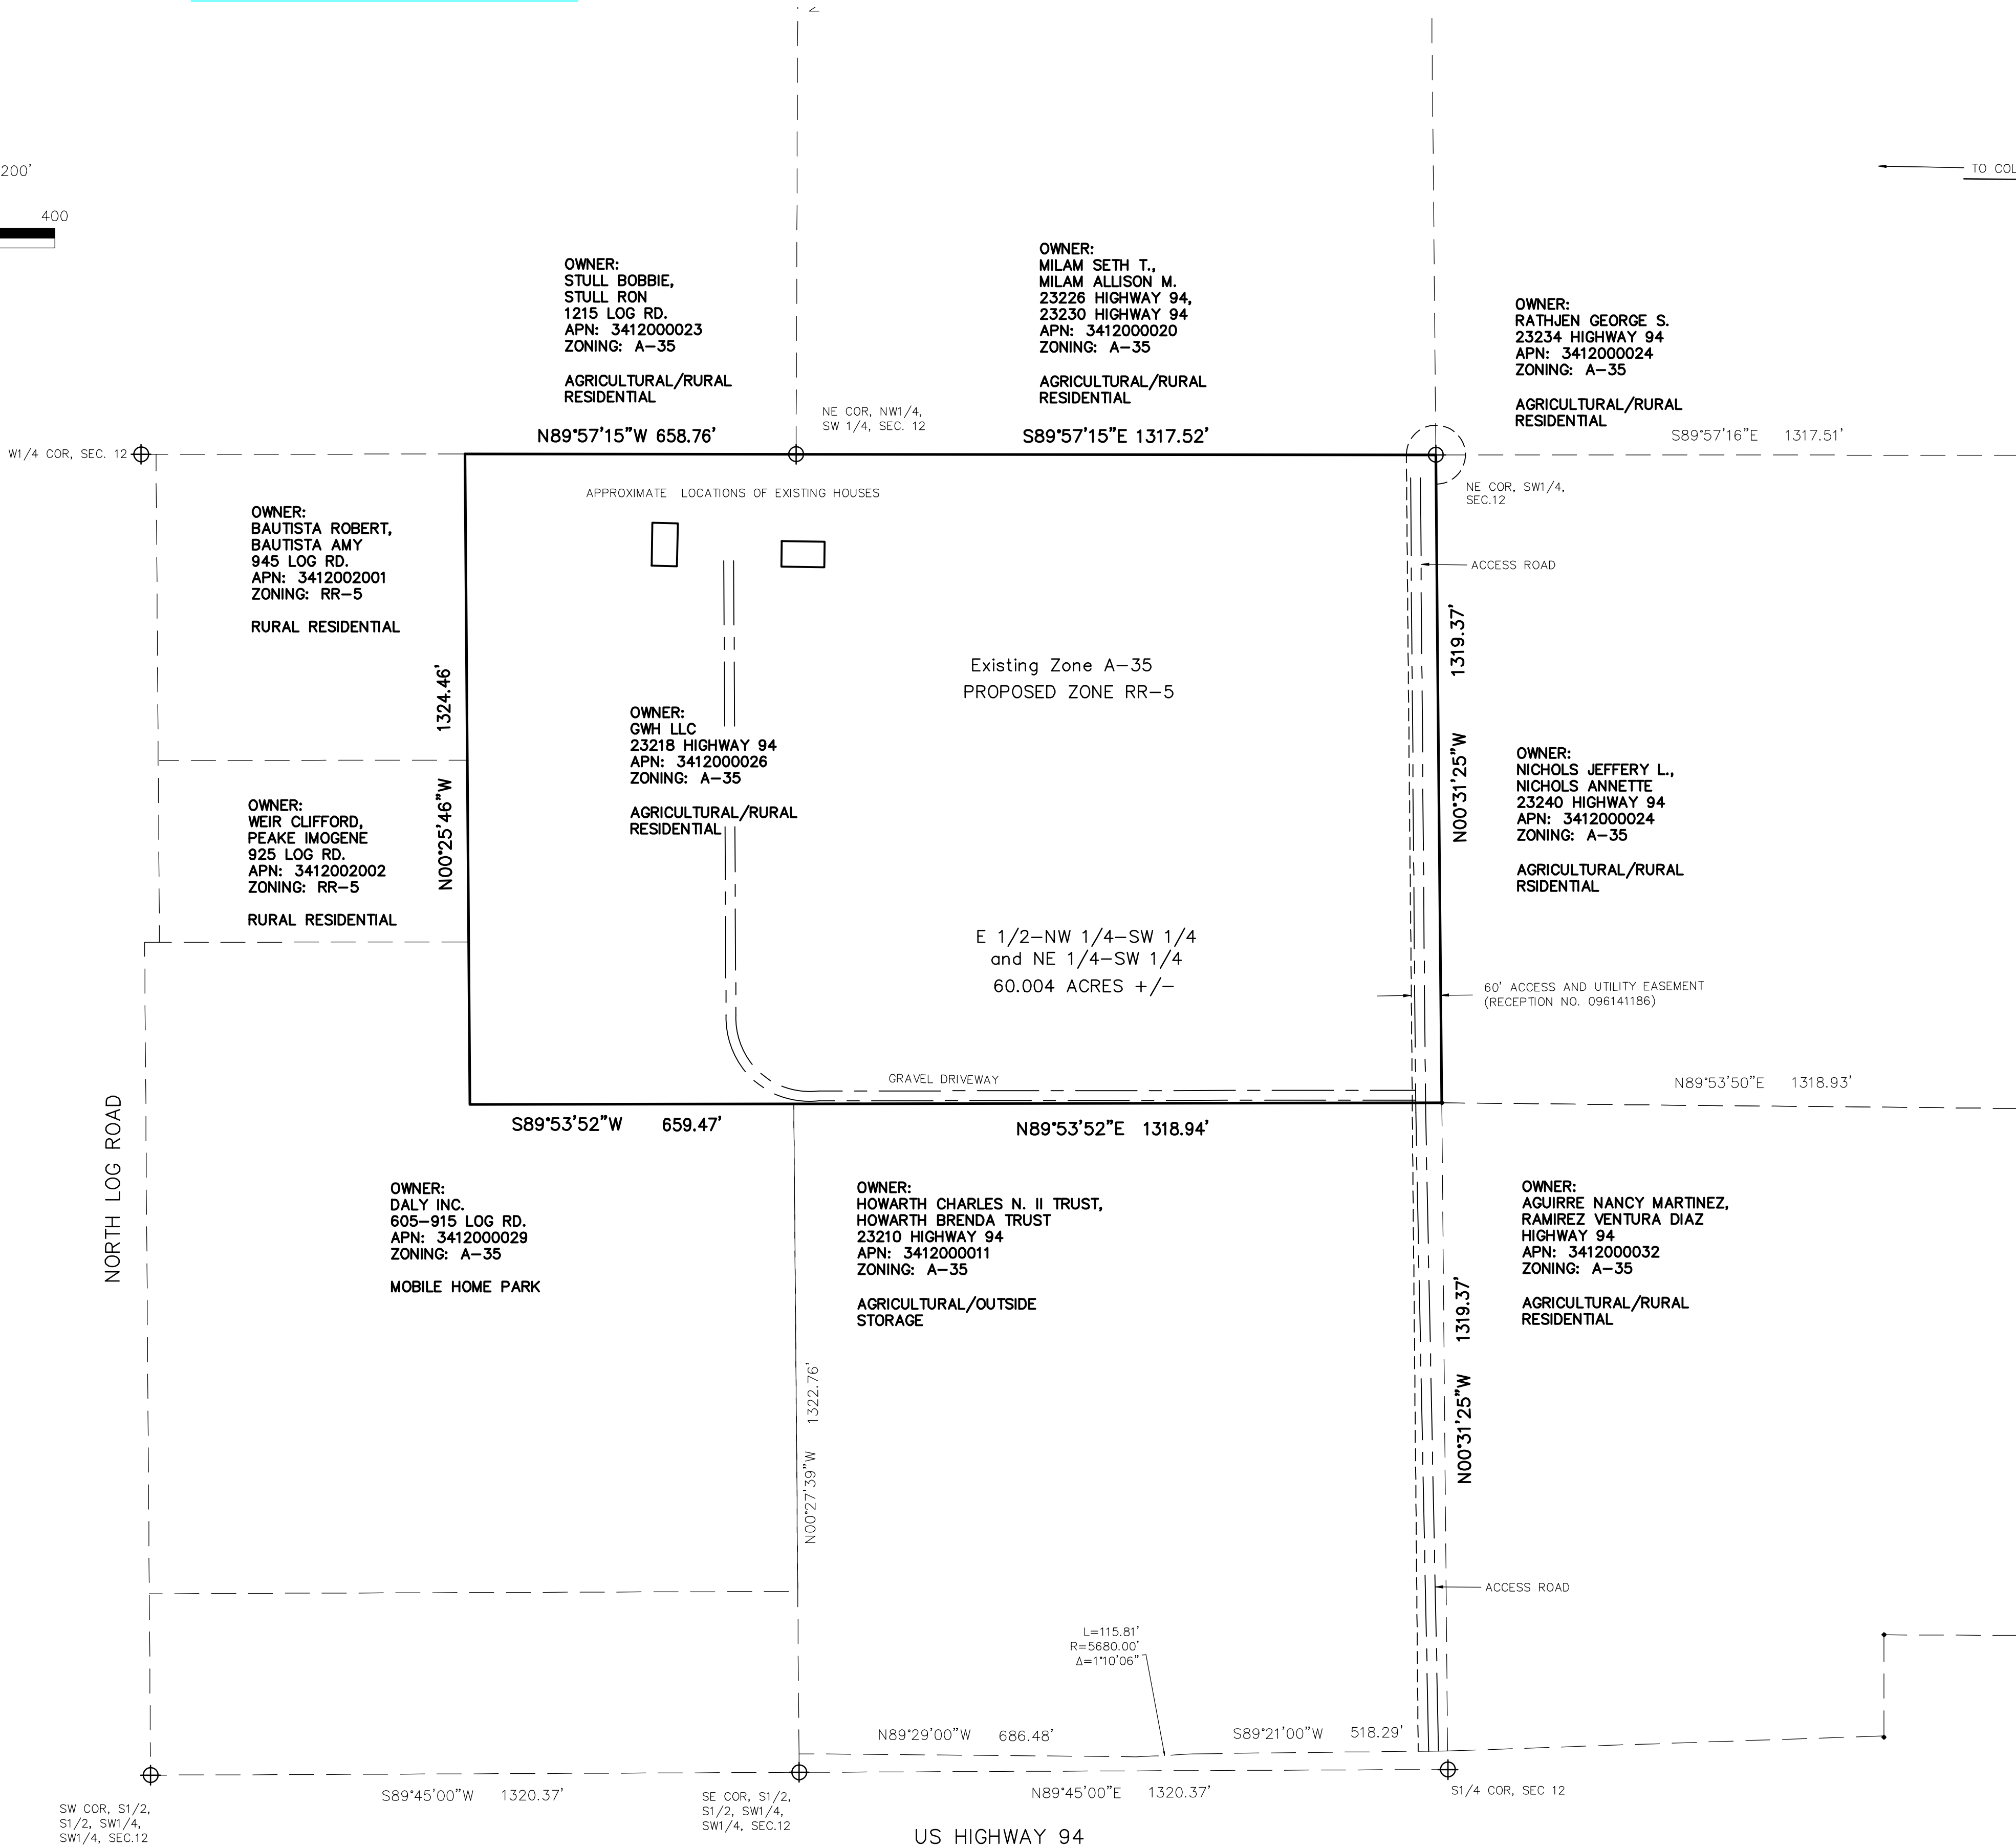 200'
400
TO COL
OWNER:
STULL BOBBIE,
STULL RON
1215 LOG RD.
APN: 3412000023
ZONING: A-35
AGRICULTURAL/RURAL
RESIDENTIAL
OWNER:
MILAM SETH T.,
MILAM ALLISON M.
23226 HIGHWAY 94,
23230 HIGHWAY 94
APN: 3412000020
ZONING: A-35
AGRICULTURAL/RURAL
RESIDENTIAL
OWNER:
RATHJEN GEORGE S.
23234 HIGHWAY 94
APN: 3412000024
ZONING: A-35
AGRICULTURAL/RURAL
RESIDENTIAL
NE COR, NW1/4,
SW 1/4, SEC. 12
N89°57'15"W 658.76'
S89°57'15"E 1317.52'
S89°57'16"E 1317.51'
W1/4 COR, SEC. 12
NE COR, SW1/4,
SEC.12
APPROXIMATE LOCATIONS OF EXISTING HOUSES
OWNER:
BAUTISTA ROBERT,
BAUTISTA AMY
945 LOG RD.
APN: 3412002001
ZONING: RR-5
RURAL RESIDENTIAL
ACCESS ROAD
1324.46'
N00°25'46"W
1319.37'
N00°31'25"W
Existing Zone A-35
PROPOSED ZONE RR-5
OWNER:
GWH LLC
23218 HIGHWAY 94
APN: 3412000026
ZONING: A-35
AGRICULTURAL/RURAL
RESIDENTIAL
OWNER:
NICHOLS JEFFERY L.,
NICHOLS ANNETTE
23240 HIGHWAY 94
APN: 3412000024
ZONING: A-35
AGRICULTURAL/RURAL
RSIDENTIAL
OWNER:
WEIR CLIFFORD,
PEAKE IMOGENE
925 LOG RD.
APN: 3412002002
ZONING: RR-5
RURAL RESIDENTIAL
E 1/2-NW 1/4-SW 1/4
and NE 1/4-SW 1/4
60.004 ACRES +/-
60' ACCESS AND UTILITY EASEMENT
(RECEPTION NO. 096141186)
GRAVEL DRIVEWAY
N89°53'50"E 1318.93'
S89°53'52"W 659.47'
N89°53'52"E 1318.94'
NORTH LOG ROAD
OWNER:
DALY INC.
605-915 LOG RD.
APN: 3412000029
ZONING: A-35
MOBILE HOME PARK
OWNER:
HOWARTH CHARLES N. II TRUST,
HOWARTH BRENDA TRUST
23210 HIGHWAY 94
APN: 3412000011
ZONING: A-35
AGRICULTURAL/OUTSIDE
STORAGE
OWNER:
AGUIRRE NANCY MARTINEZ,
RAMIREZ VENTURA DIAZ
HIGHWAY 94
APN: 3412000032
ZONING: A-35
AGRICULTURAL/RURAL
RESIDENTIAL
N00°27'39"W 1322.76'
N00°31'25"W 1319.37'
ACCESS ROAD
L=115.81'
R=5680.00'
Δ=1°10'06"
N89°29'00"W 686.48'
S89°21'00"W 518.29'
S89°45'00"W 1320.37'
N89°45'00"E 1320.37'
S1/4 COR, SEC 12
SW COR, S1/2,
S1/2, SW1/4,
SW1/4, SEC.12
SE COR, S1/2,
S1/2, SW1/4,
SW1/4, SEC.12
US HIGHWAY 94